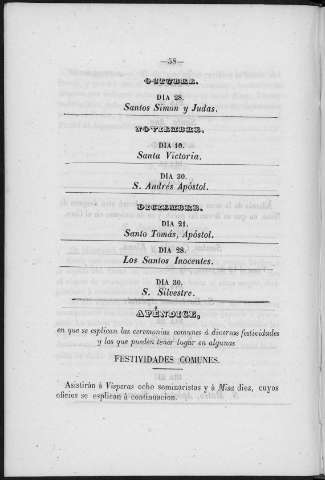 —58—
OCTUBRE.
DIA 28.
Santos Simon y Judas.
NOVIEMBRE.
DIA 10.
Santa Victoria.
DIA 30.
S. Andrés Apóstol.
DICIEMBRE.
DIA 21.
Santo Tomás, Apóstol.
DIA 28.
Los Santos Inocentes.
DIA 30.
S. Silvestre.
APÉNDICE,
en que se esplican las ceremonias comunes á diversas festividades
y las que pueden tener lugar en algunas
FESTIVIDADES COMUNES.
Asistirán á Vísperas ocho seminaristas y á Misa diez, cuyos
oficios se esplican á continuacion.